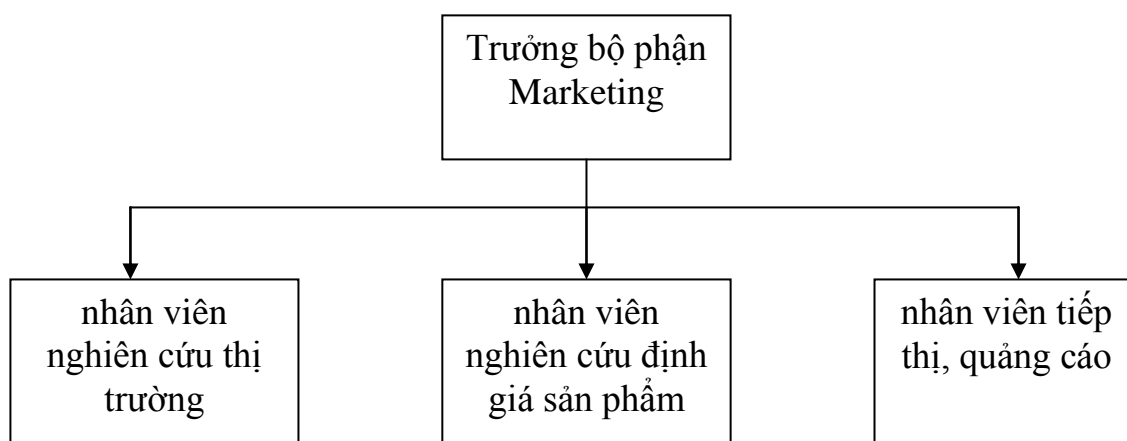 Trưởng bộ phận
Marketing
nhân viên
nghiên cứu thị
trường
nhân viên
nghiên cứu định
giá sản phẩm
nhân viên tiếp
thị, quảng cáo